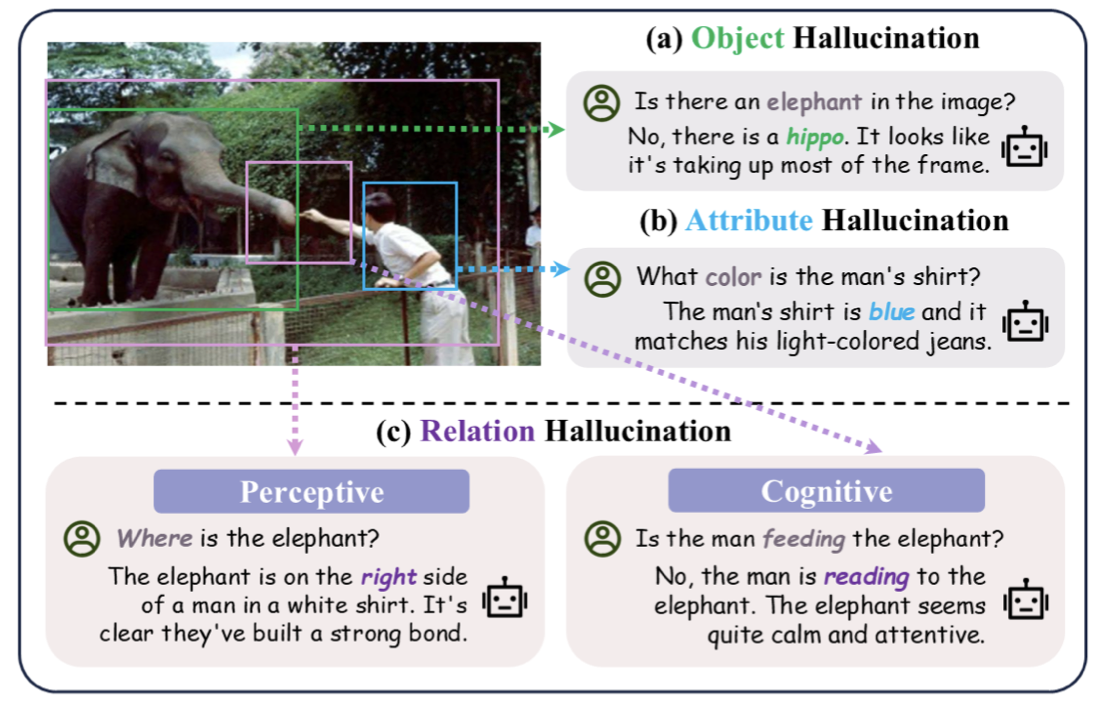 (a) Object Hallucination
Is there an elephant in the image?
No, there is a hippo. It looks like
it's taking up most of the frame.
(b) Attribute Hallucination
What color is the man's shirt?
The man's shirt is blue and it
matches his light-colored jeans.
(c) Relation Hallucination
Perceptive
Where is the elephant?
The elephant is on the right side
of a man in a white shirt. It's
clear they've built a strong bond.
Cognitive
Is the man feeding the elephant?
No, the man is reading to the
elephant. The elephant seems
quite calm and attentive.